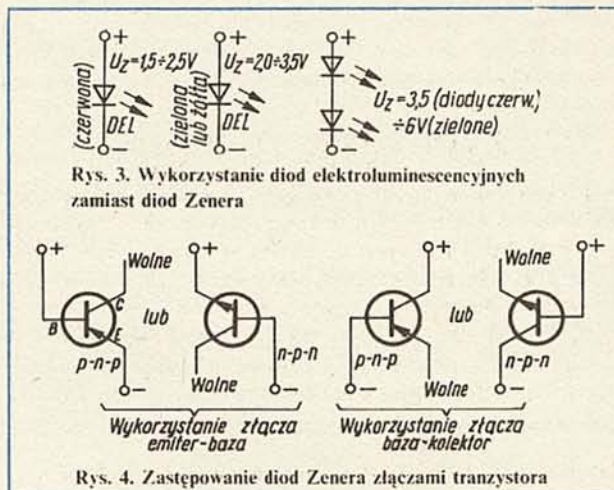 +
+
+
U_Z=1,5÷2,5V
U_Z=2,0÷3,5V
(czerwona)
(zielona
lub żółta)
DEL
DEL
U_Z=3,5 (diody czerw.)
÷6V (zielone)
−
−
−
Rys. 3. Wykorzystanie diod elektroluminescencyjnych
zamiast diod Zenera
+
Wolne
+
+
Wolne
+
B
C
E
lub
lub
p-n-p
n-p-n
p-n-p
n-p-n
−
Wolne
−
−
Wolne
−
Wykorzystanie złącza
emiter-baza
Wykorzystanie złącza
baza-kolektor
Rys. 4. Zastępowanie diod Zenera złączami tranzystora